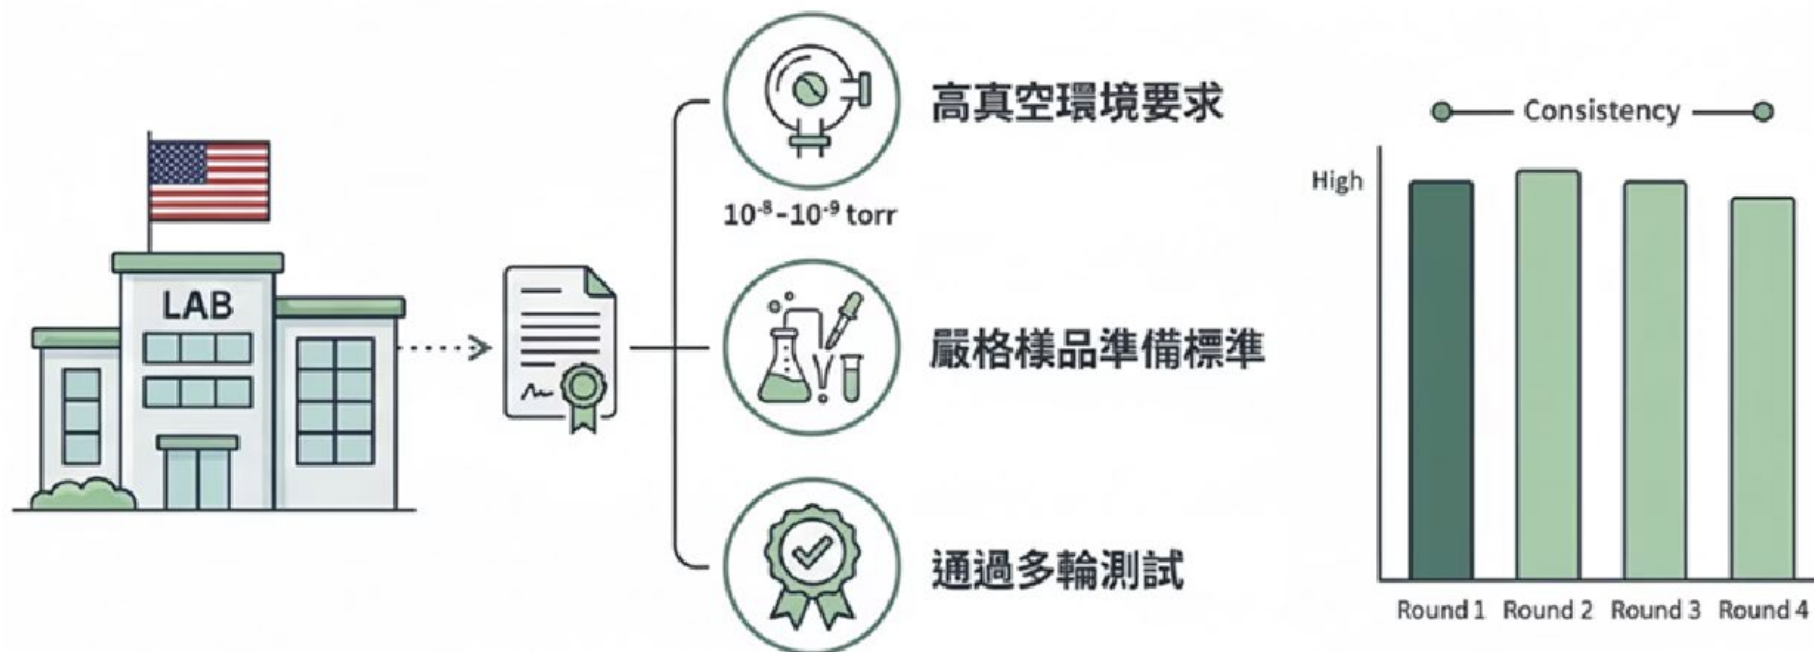 LAB
高真空環境要求
10⁻⁸-10⁻⁹ torr
嚴格樣品準備標準
通過多輪測試
Consistency
High
Round 1 Round 2 Round 3 Round 4